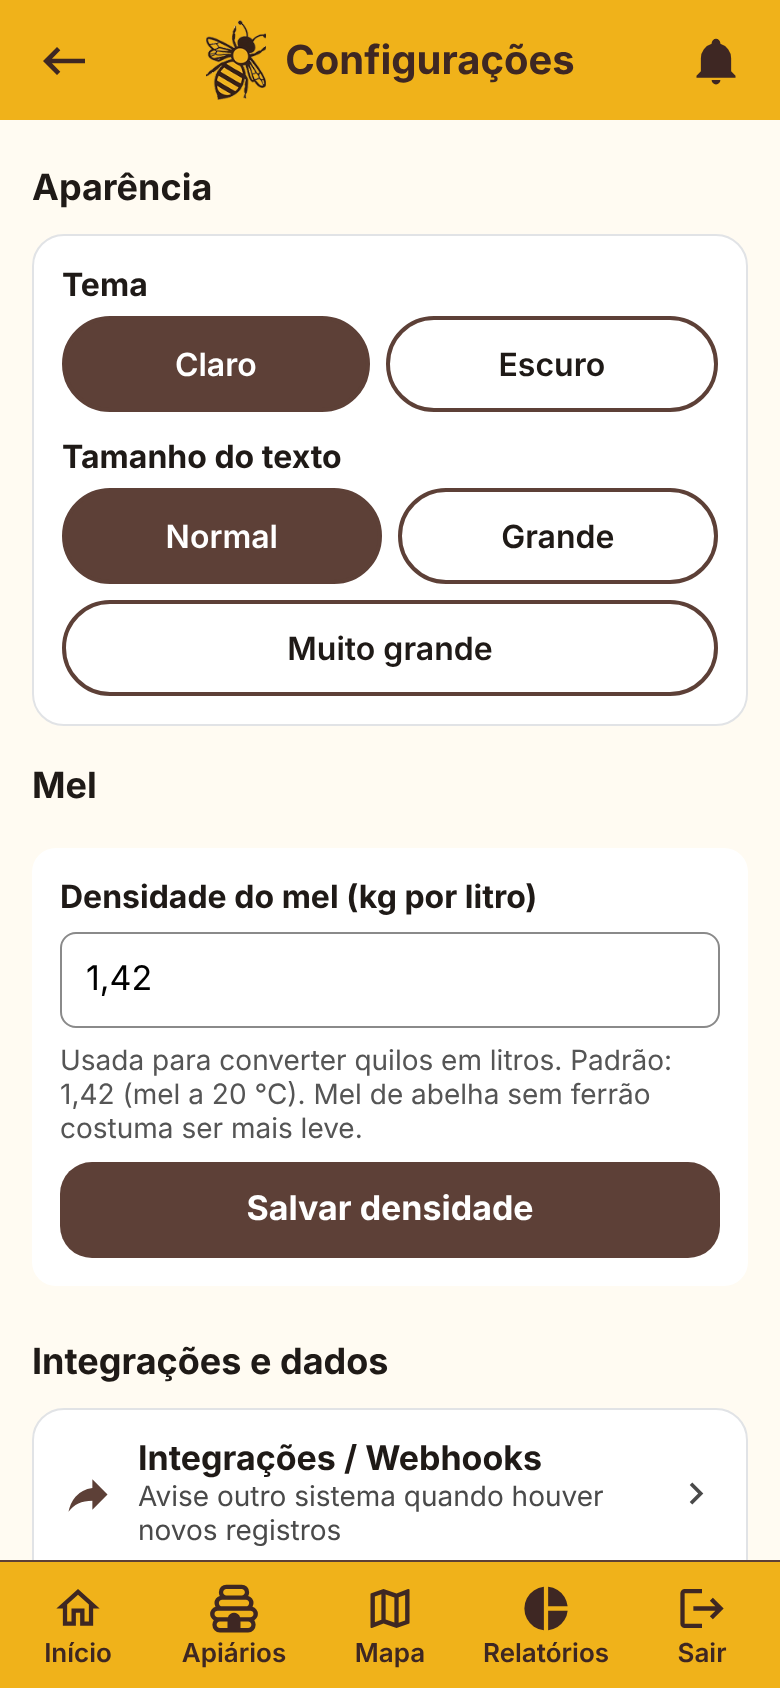 Configurações
Aparência
Tema
Claro
Escuro
Tamanho do texto
Normal
Grande
Muito grande
Mel
Densidade do mel (kg por litro)
1,42
Usada para converter quilos em litros. Padrão:
1,42 (mel a 20 °C). Mel de abelha sem ferrão
costuma ser mais leve.
Salvar densidade
Integrações e dados
Integrações / Webhooks
Avise outro sistema quando houver
novos registros
Início
Apiários
Mapa
Relatórios
Sair